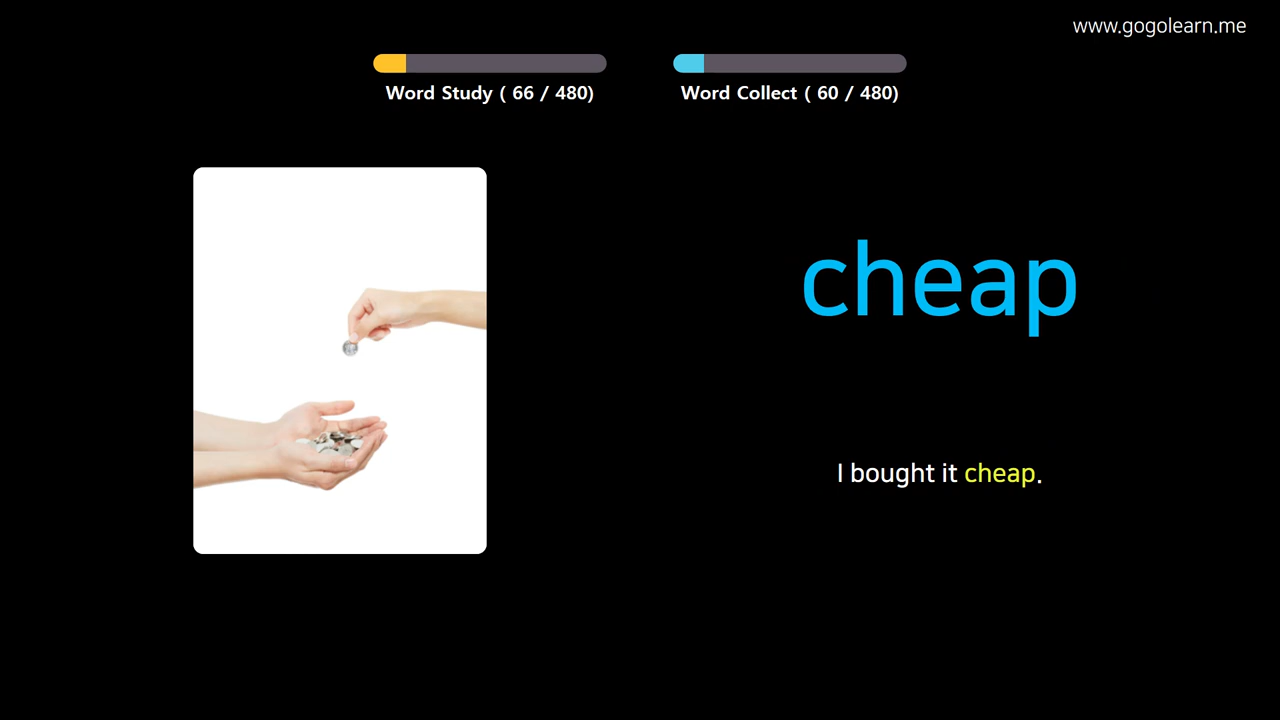 www.gogolearn.me
Word Study ( 66 / 480)
Word Collect ( 60 / 480)
cheap
I bought it cheap.